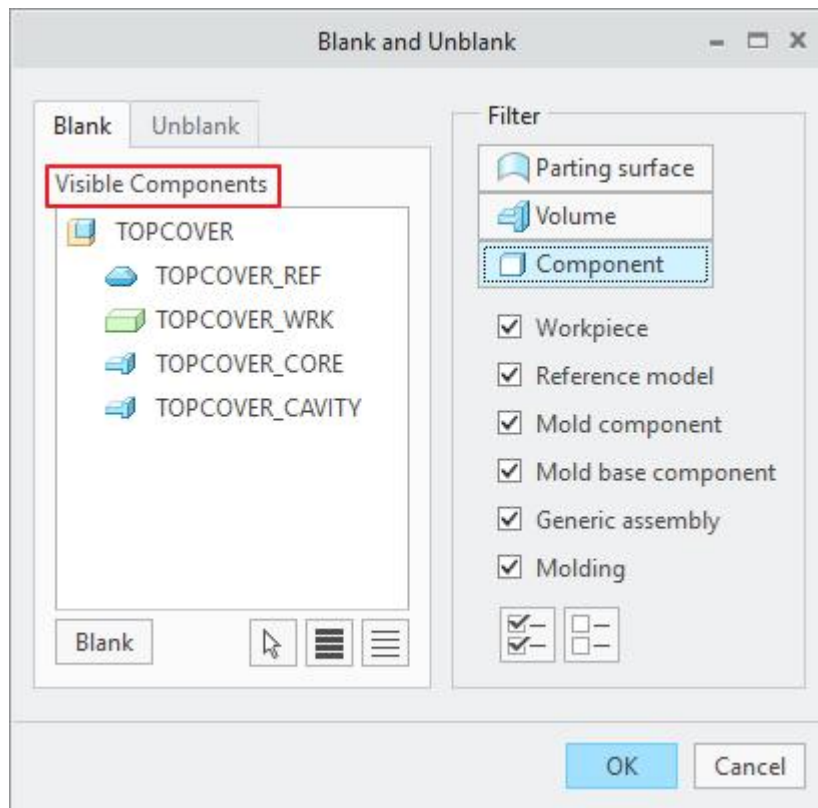 Blank and Unblank
Blank
Unblank
Visible Components
TOPCOVER
TOPCOVER_REF
TOPCOVER_WRK
TOPCOVER_CORE
TOPCOVER_CAVITY
Blank
Filter
Parting surface
Volume
Component
Workpiece
Reference model
Mold component
Mold base component
Generic assembly
Molding
OK
Cancel